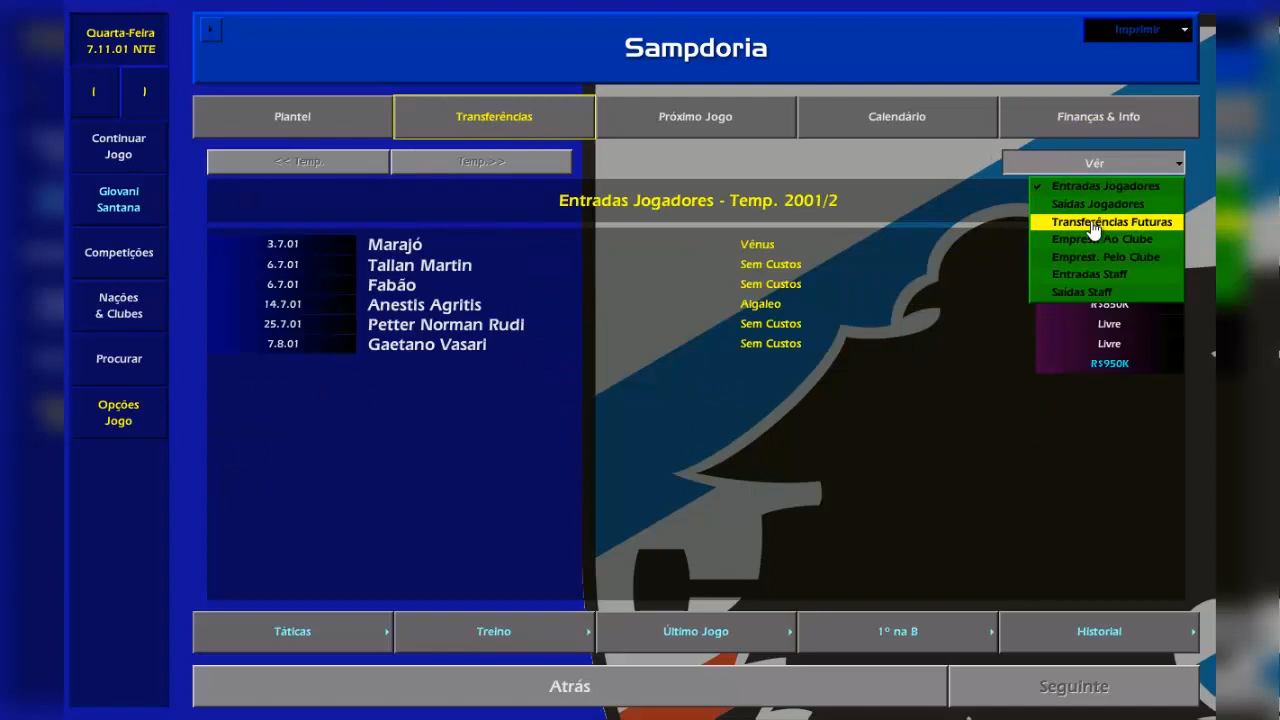 Quarta-Feira
7.11.01 NTE
Sampdoria
Imprimir
Continuar
Jogo
Giovani
Santana
Competições
Nações
& Clubes
Procurar
Opções
Jogo
Plantel
Transferências
Próximo Jogo
Calendário
Finanças & Info
<< Temp.
Temp.>>
Vér
Entradas Jogadores - Temp. 2001/2
Entradas Jogadores
Saídas Jogadores
Transferências Futuras
Emprest. Ao Clube
Emprest. Pelo Clube
Entradas Staff
Saídas Staff
3.7.01 Marajó Vênus
6.7.01 Tallan Martin Sem Custos
6.7.01 Fabão Sem Custos
14.7.01 Anestis Agritis Algaleo R$850K
25.7.01 Petter Norman Rudi Sem Custos Livre
7.8.01 Gaetano Vasari Sem Custos Livre
R$950K
Táticas
Treino
Último Jogo
1º na B
Historial
Atrás
Seguinte